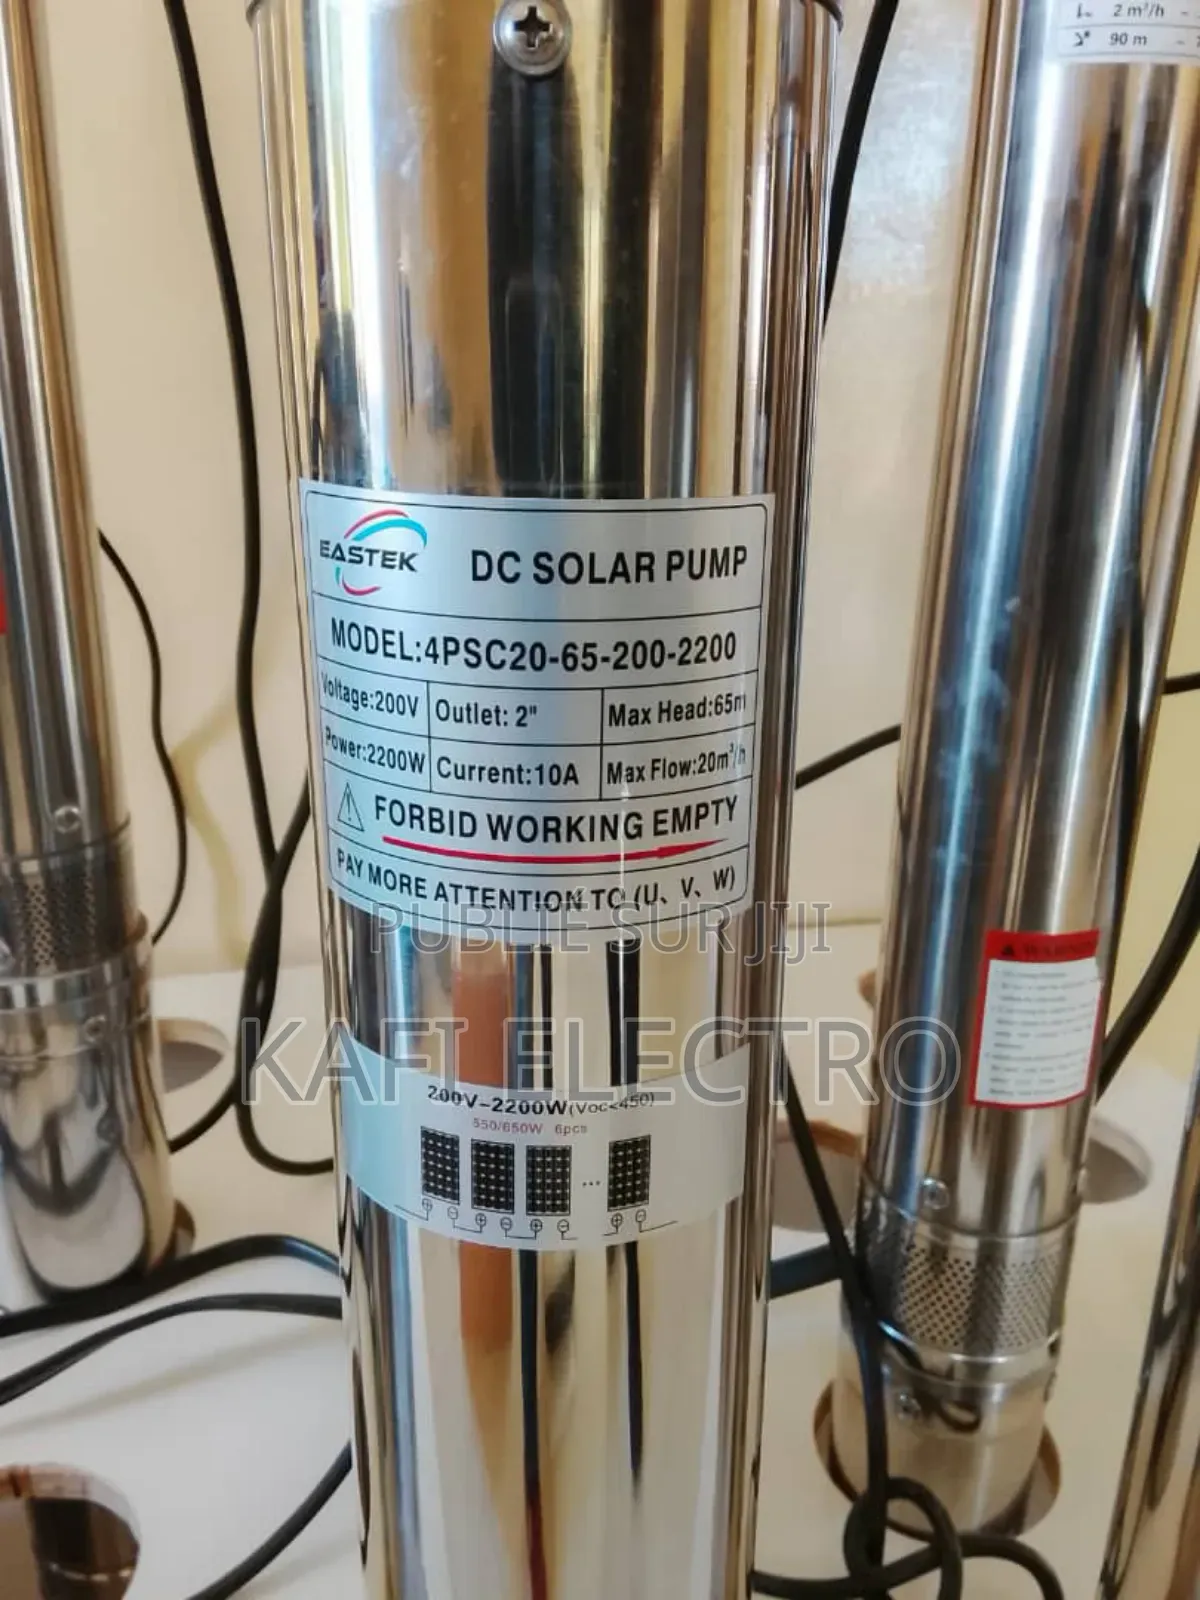 2 m³/h
90 m
EASTEK
DC SOLAR PUMP
MODEL:4PSC20-65-200-2200
Voltage:200V Outlet: 2" Max Head:65m
Power:2200W Current:10A Max Flow:20m³/h
FORBID WORKING EMPTY
PAY MORE ATTENTION TO (U、V、W)
PUBLIÉ SUR JIJI
KAFI ELECTRO
WARNING
200V-2200W(Voc<450)
550/650W 6pcs